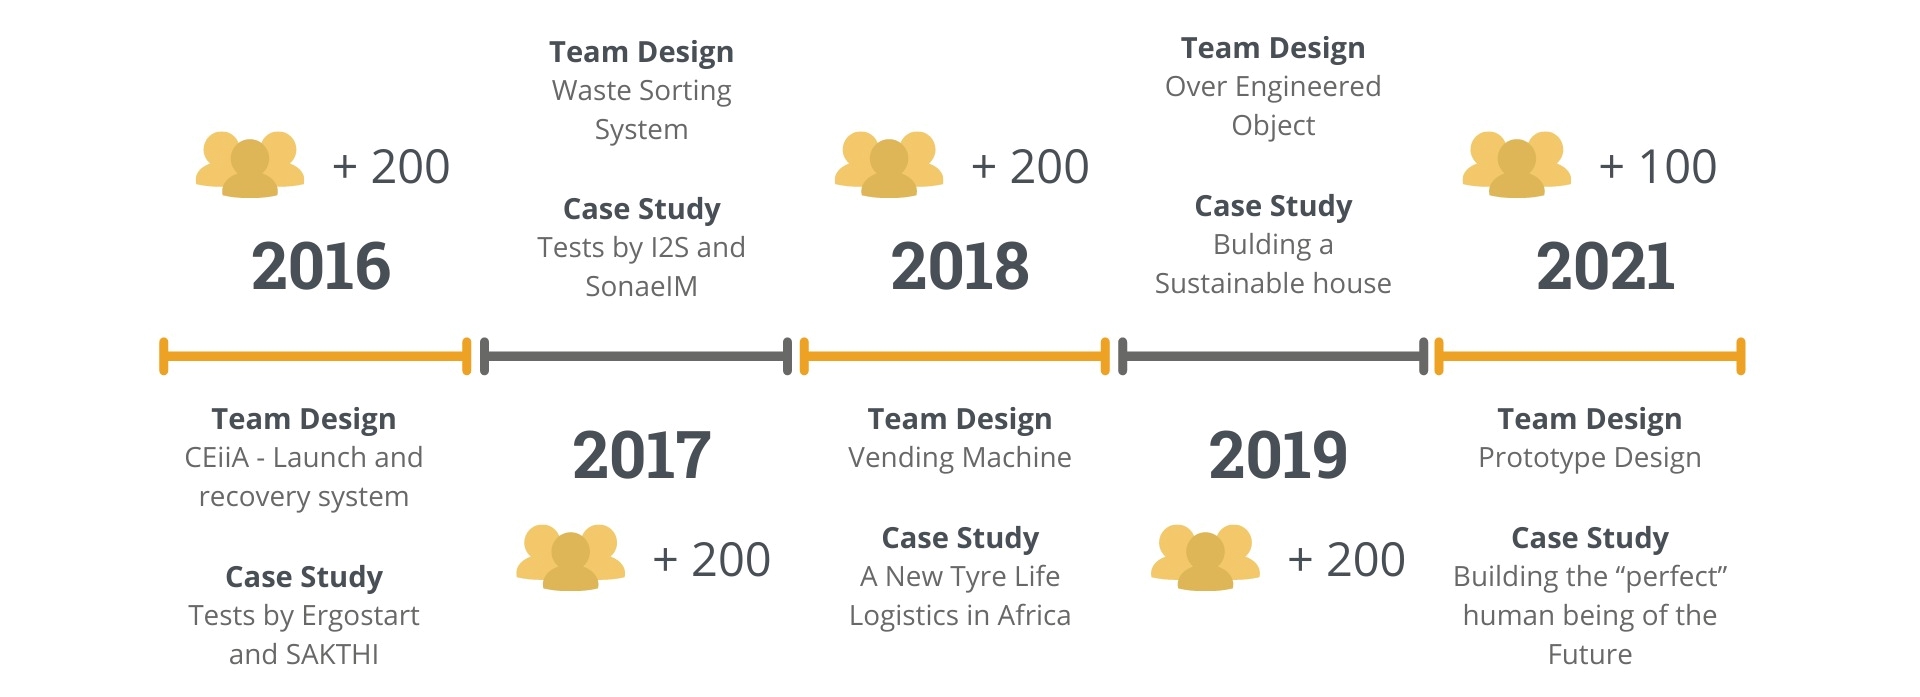 + 200
2016
Team Design
CEiiA - Launch and
recovery system
Case Study
Tests by Ergostart
and SAKTHI
Team Design
Waste Sorting
System
Case Study
Tests by I2S and
SonaeIM
2017
+ 200
+ 200
2018
Team Design
Vending Machine
Case Study
A New Tyre Life
Logistics in Africa
Team Design
Over Engineered
Object
Case Study
Bulding a
Sustainable house
2019
+ 200
+ 100
2021
Team Design
Prototype Design
Case Study
Building the “perfect”
human being of the
Future